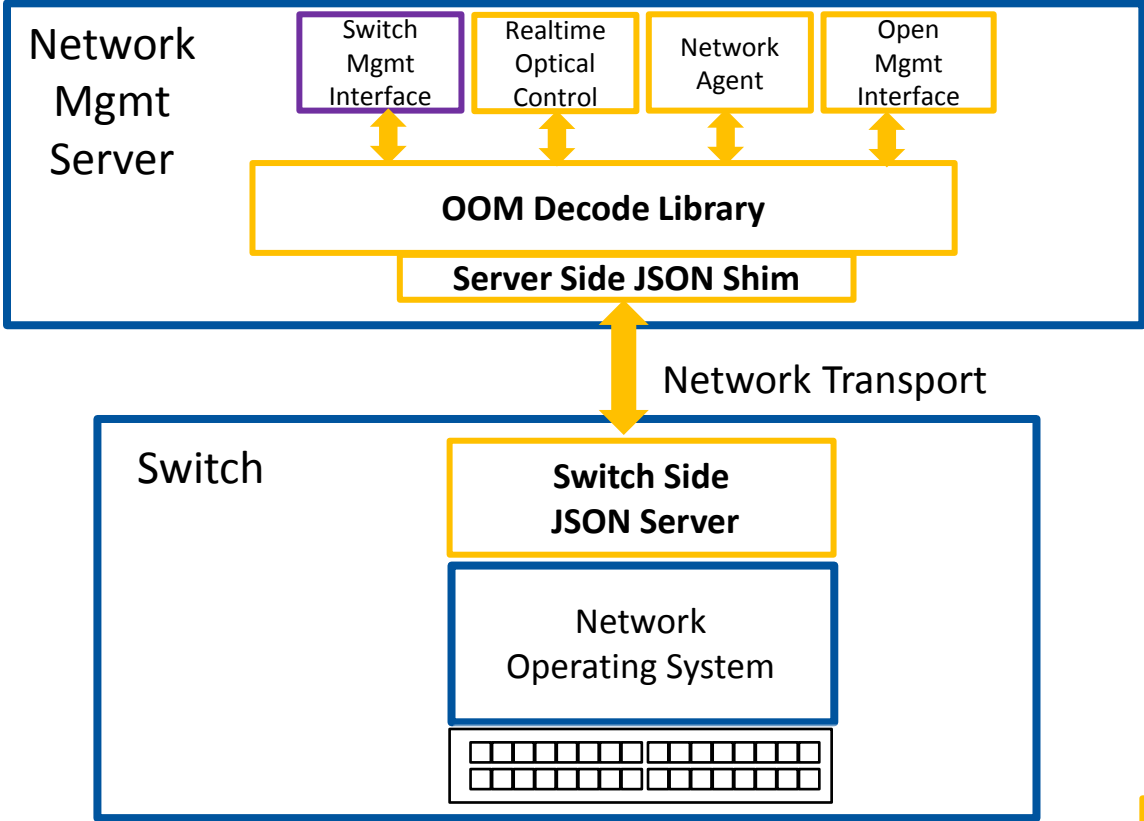 Network
Mgmt
Server
Switch
Mgmt
Interface
Realtime
Optical
Control
Network
Agent
Open
Mgmt
Interface
OOM Decode Library
Server Side JSON Shim
Network Transport
Switch
Switch Side
JSON Server
Network
Operating System